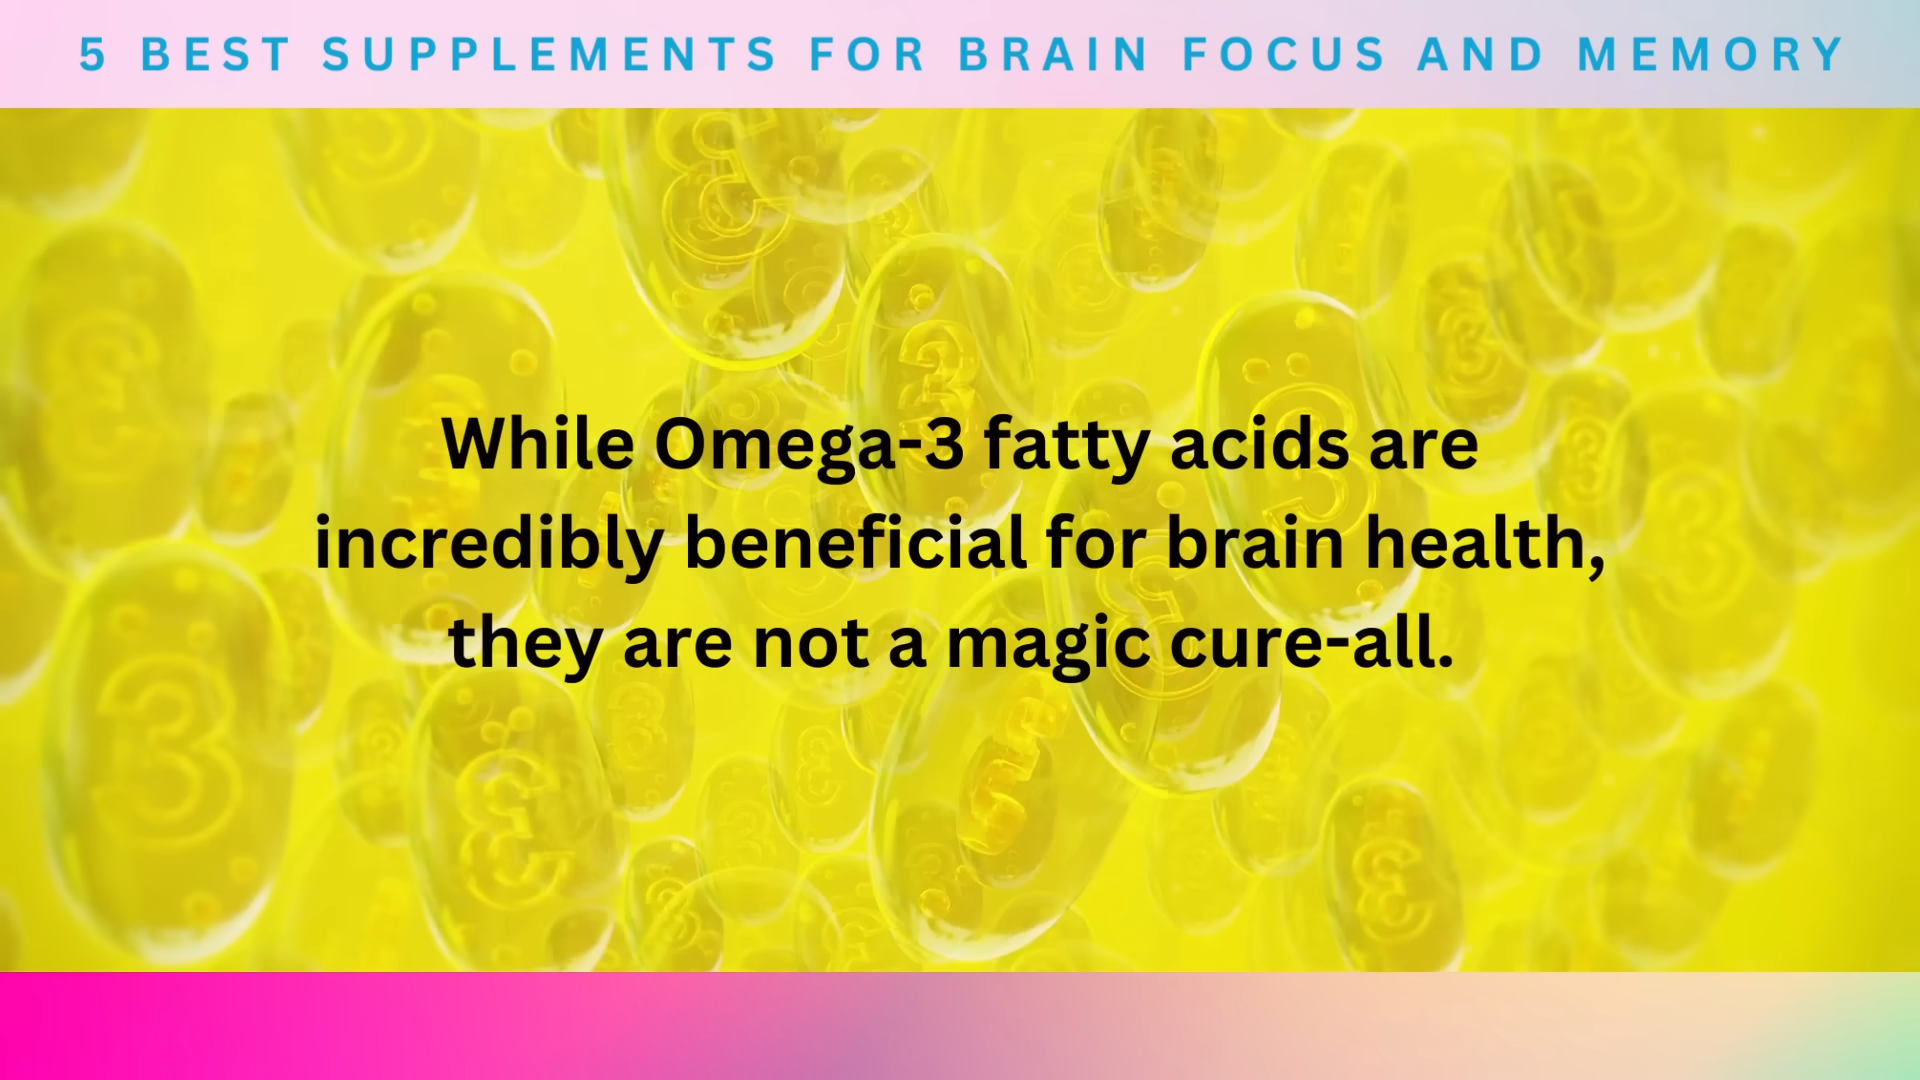 5 BEST SUPPLEMENTS FOR BRAIN FOCUS AND MEMORY
While Omega-3 fatty acids are
incredibly beneficial for brain health,
they are not a magic cure-all.